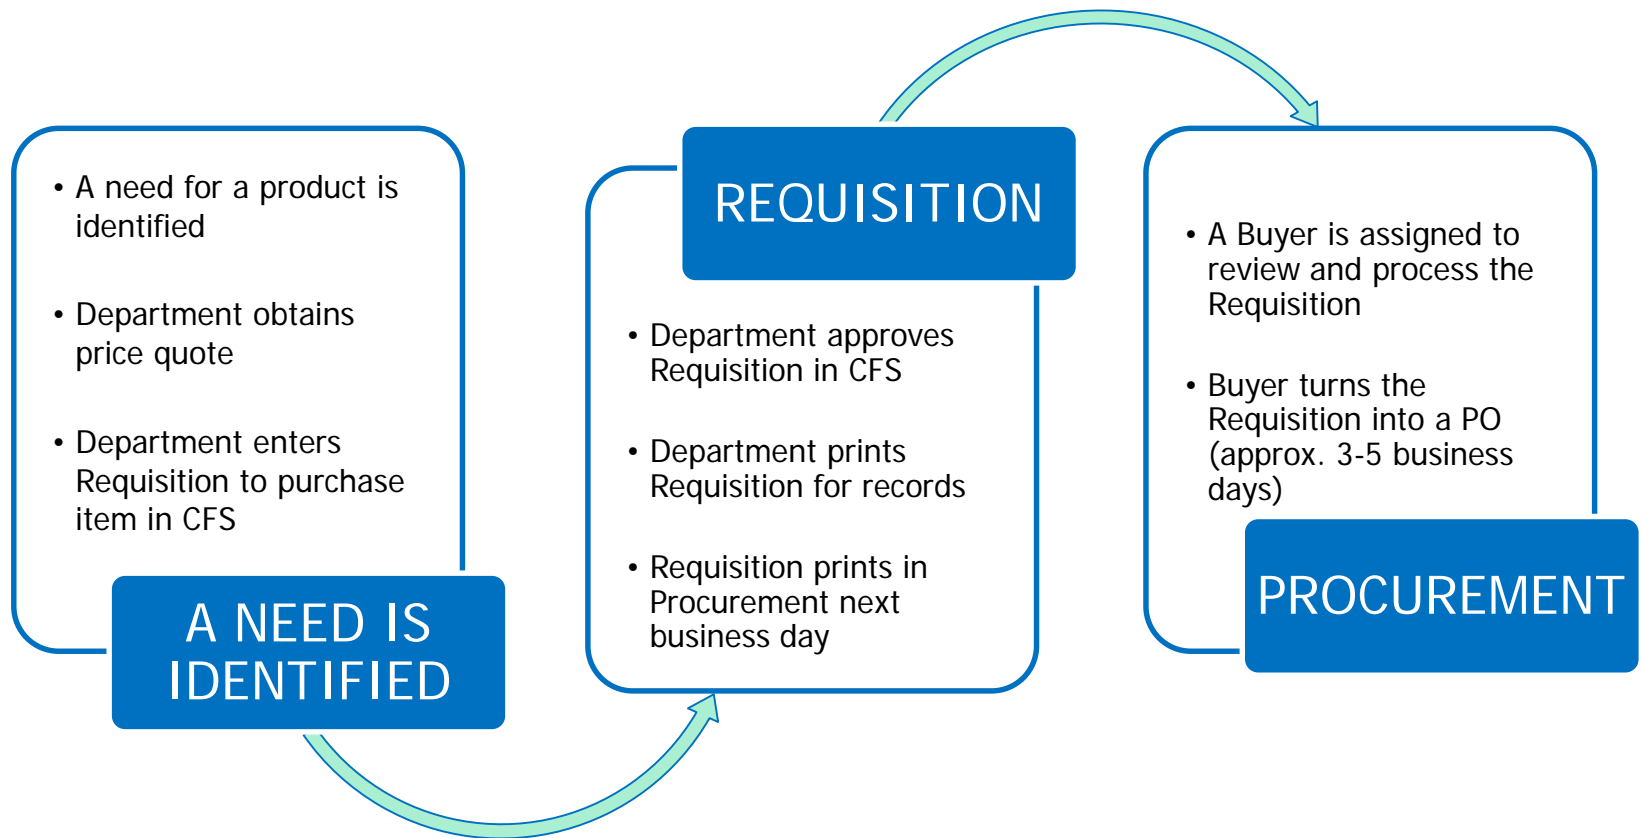 • A need for a product is
identified
• Department obtains
price quote
• Department enters
Requisition to purchase
item in CFS
A NEED IS
IDENTIFIED
REQUISITION
• Department approves
Requisition in CFS
• Department prints
Requisition for records
• Requisition prints in
Procurement next
business day
• A Buyer is assigned to
review and process the
Requisition
• Buyer turns the
Requisition into a PO
(approx. 3-5 business
days)
PROCUREMENT